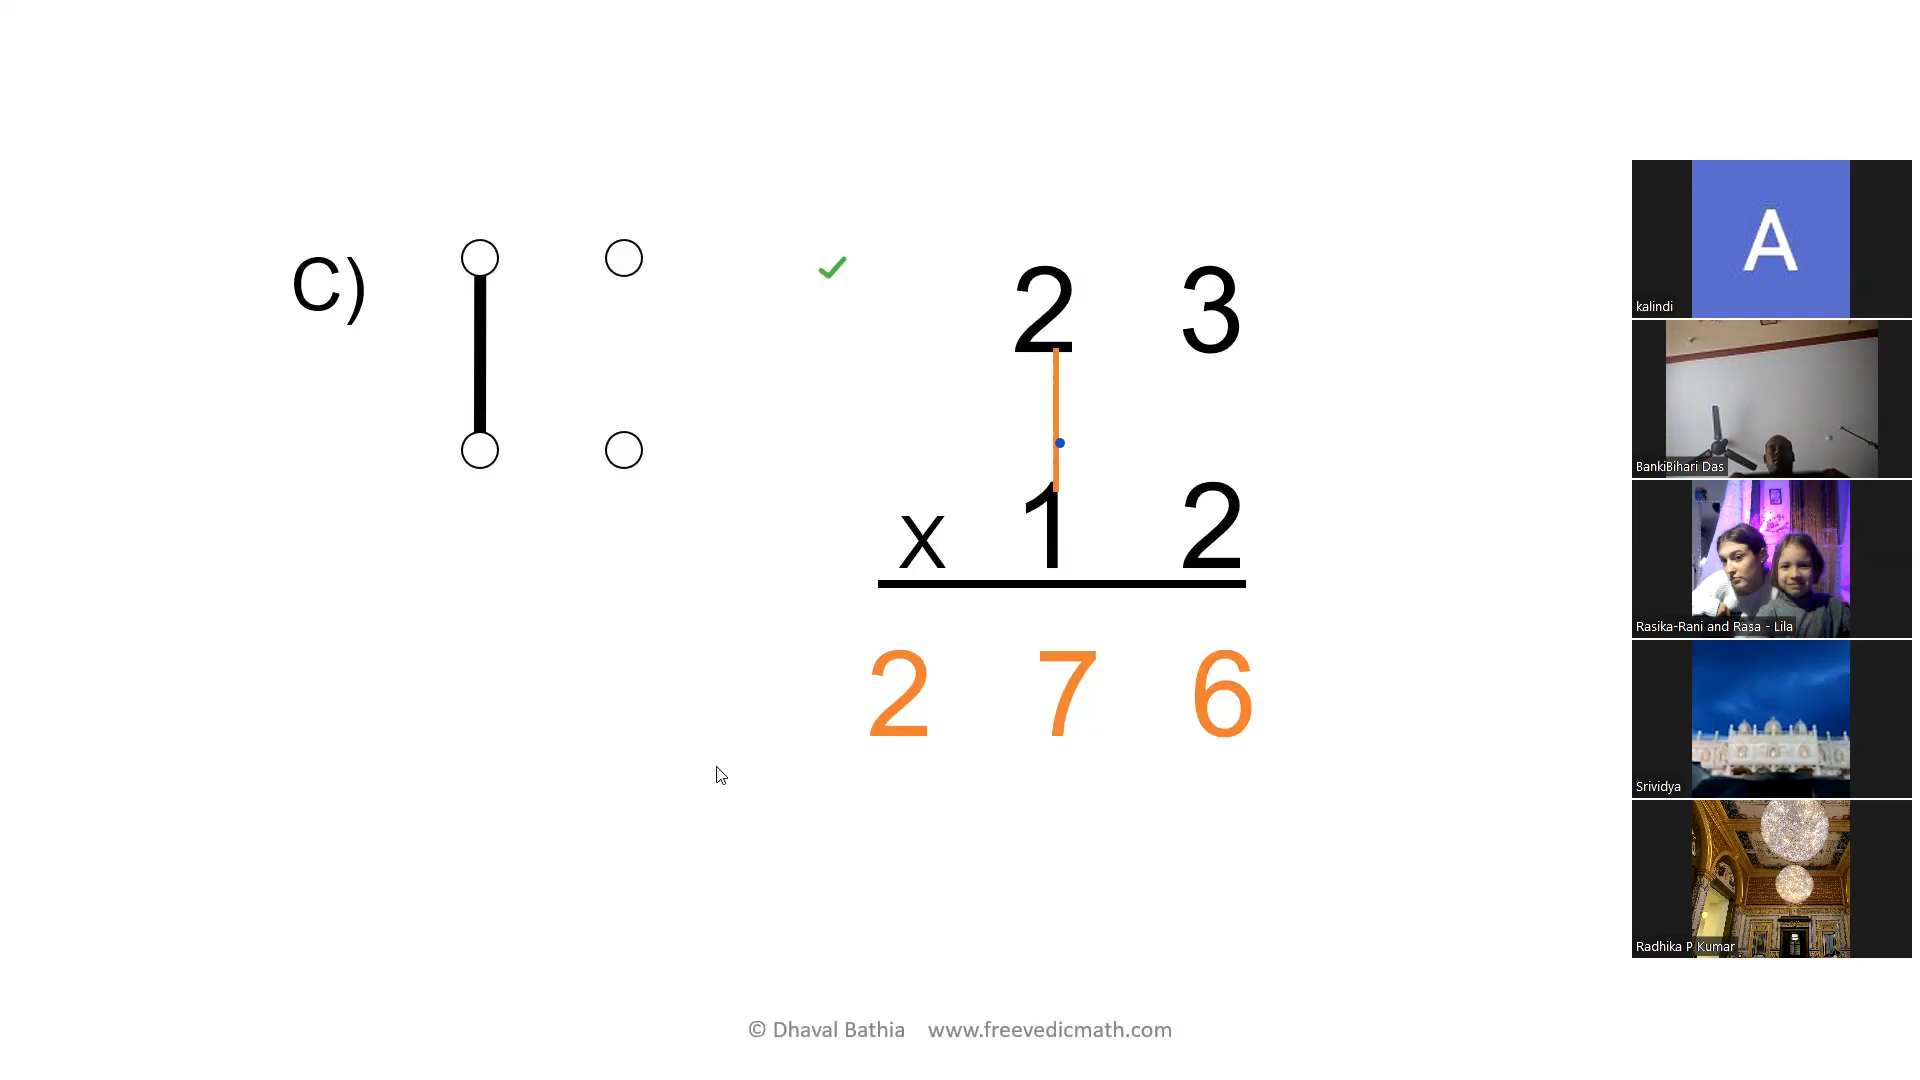 C)
2 3
x 1 2
2 7 6
A
kalindi
BankiBihari Das
Rasika-Rani and Rasa - Lila
Srividya
Radhika P Kumar
© Dhaval Bathia www.freevedicmath.com